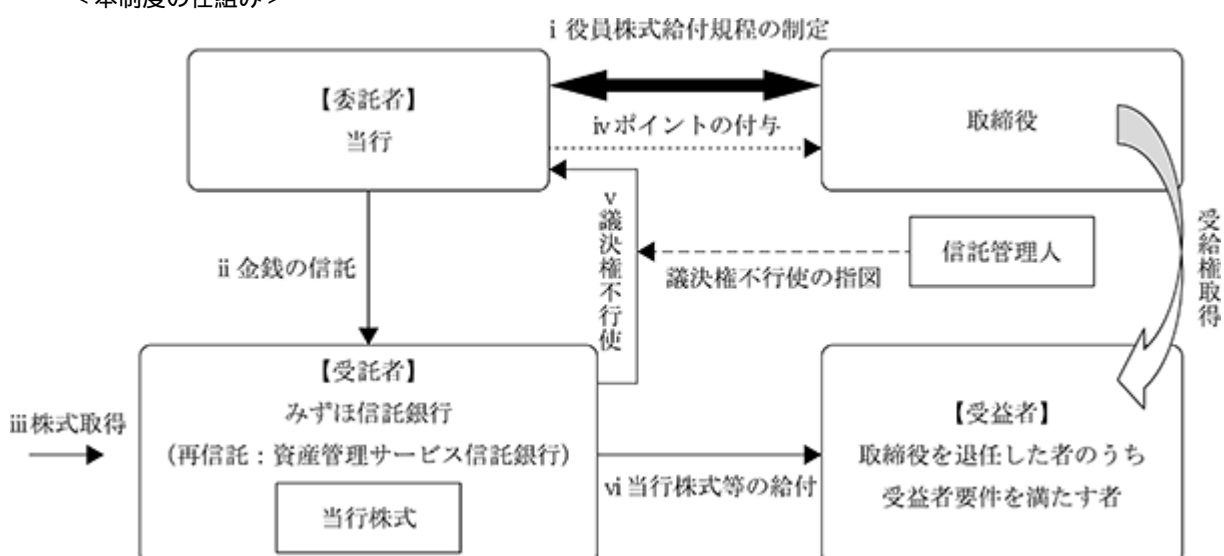 <本制度の仕組み>
ⅰ 役員株式給付規程の制定
【委託者】
当行
ⅳポイントの付与
取締役
ⅱ 金銭の信託
ⅴ議決権不行使
議決権不行使の指図
信託管理人
受給権取得
ⅲ株式取得
【受託者】
みずほ信託銀行
(再信託：資産管理サービス信託銀行)
当行株式
ⅵ当行株式等の給付
【受益者】
取締役を退任した者のうち
受益者要件を満たす者